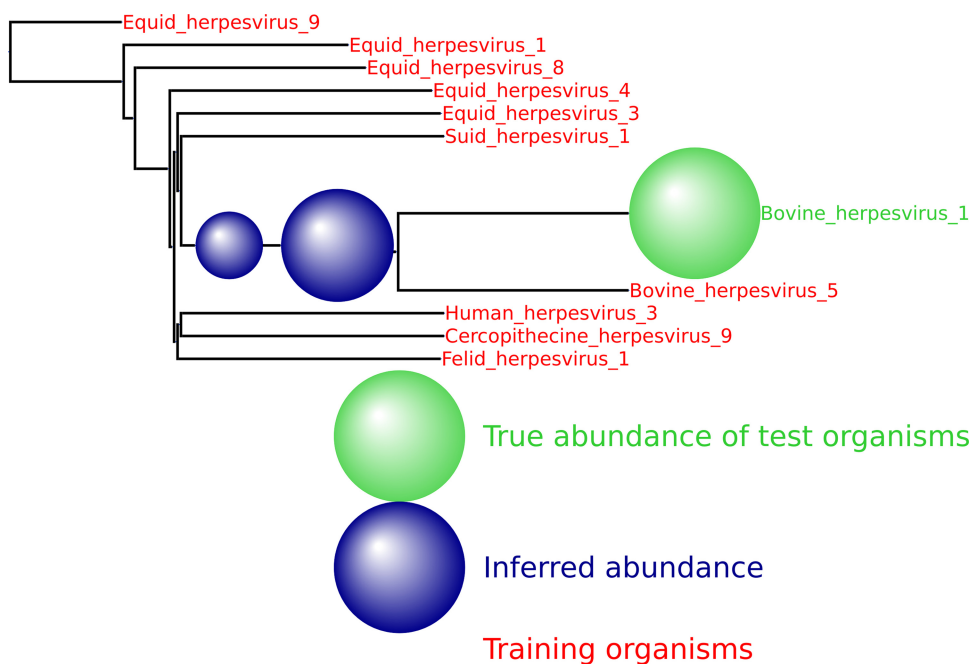 Equid_herpesvirus_9
Equid_herpesvirus_1
Equid_herpesvirus_8
Equid_herpesvirus_4
Equid_herpesvirus_3
Suid_herpesvirus_1
Bovine_herpesvirus_1
Bovine_herpesvirus_5
Human_herpesvirus_3
Cercopithecine_herpesvirus_9
Felid_herpesvirus_1
True abundance of test organisms
Inferred abundance
Training organisms